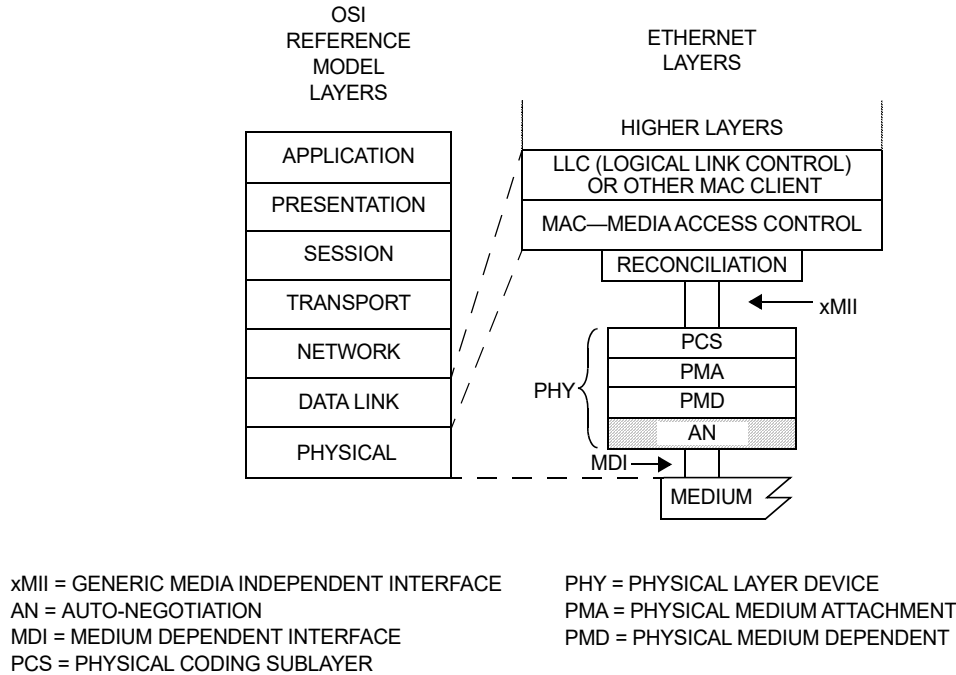 OSI
REFERENCE
MODEL
LAYERS
ETHERNET
LAYERS
APPLICATION
PRESENTATION
SESSION
TRANSPORT
NETWORK
DATA LINK
PHYSICAL
HIGHER LAYERS
LLC (LOGICAL LINK CONTROL)
OR OTHER MAC CLIENT
MAC—MEDIA ACCESS CONTROL
RECONCILIATION
xMII
PHY
PCS
PMA
PMD
AN
MDI
MEDIUM
xMII = GENERIC MEDIA INDEPENDENT INTERFACE
AN = AUTO-NEGOTIATION
MDI = MEDIUM DEPENDENT INTERFACE
PCS = PHYSICAL CODING SUBLAYER
PHY = PHYSICAL LAYER DEVICE
PMA = PHYSICAL MEDIUM ATTACHMENT
PMD = PHYSICAL MEDIUM DEPENDENT